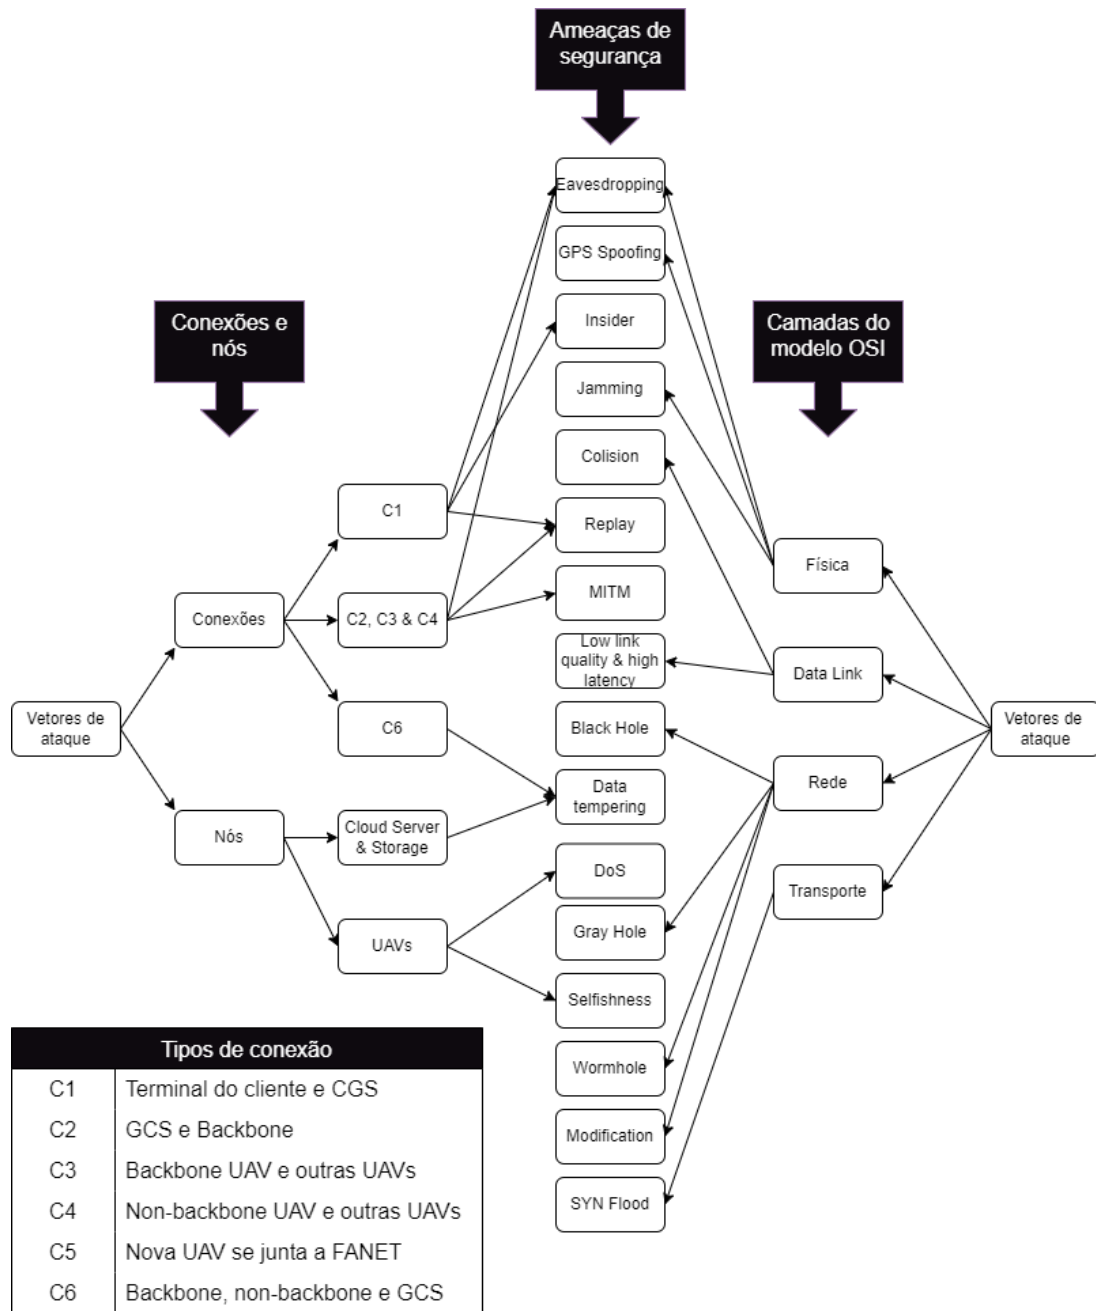 Ameaças de
segurança
Conexões e
nós
Camadas do
modelo OSI
Vetores de
ataque
Conexões
Nós
C1
C2, C3 & C4
C6
Cloud Server
& Storage
UAVs
Eavesdropping
GPS Spoofing
Insider
Jamming
Colision
Replay
MITM
Low link
quality & high
latency
Black Hole
Data
tempering
DoS
Gray Hole
Selfishness
Wormhole
Modification
SYN Flood
Física
Data Link
Rede
Transporte
Vetores de
ataque
Tipos de conexão
C1 Terminal do cliente e CGS
C2 GCS e Backbone
C3 Backbone UAV e outras UAVs
C4 Non-backbone UAV e outras UAVs
C5 Nova UAV se junta a FANET
C6 Backbone, non-backbone e GCS